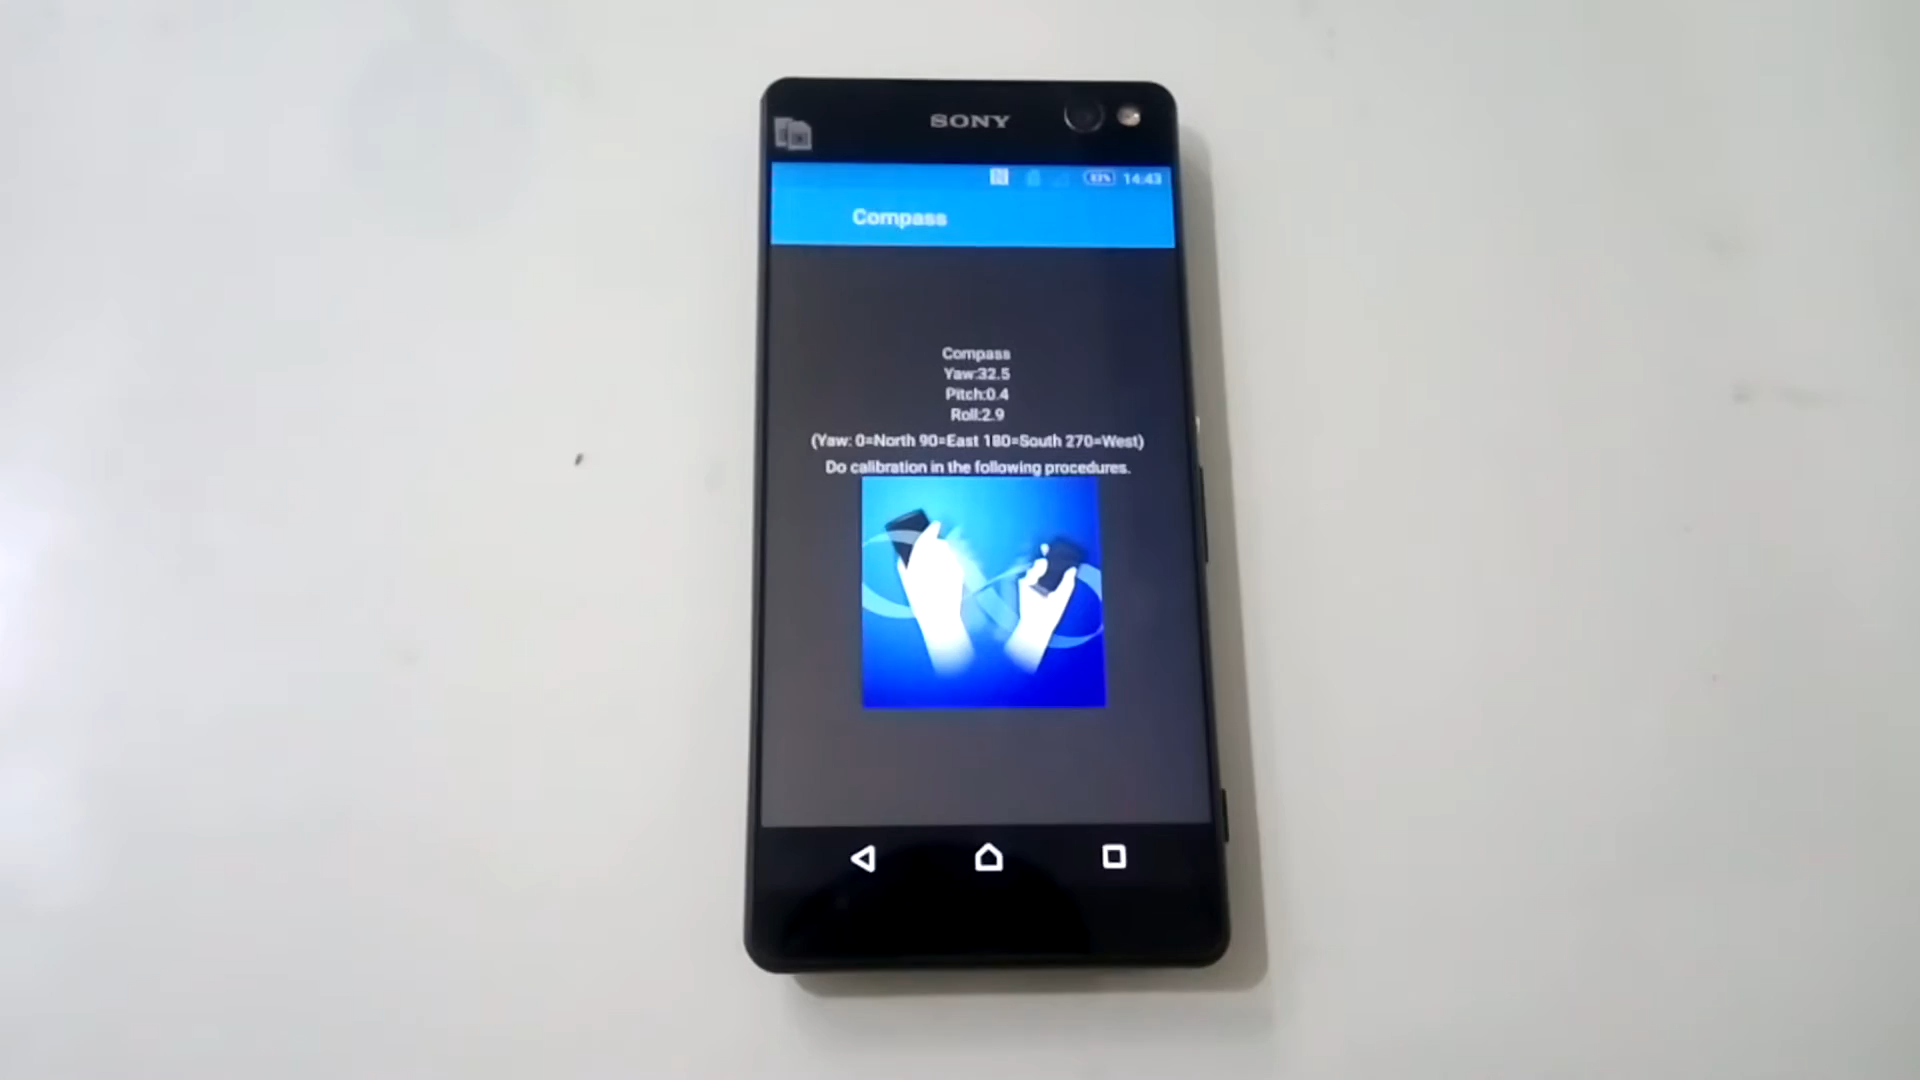 SONY
83% 14:43
Compass
Compass
Yaw:32.5
Pitch:0.4
Roll:2.9
(Yaw: 0=North 90=East 180=South 270=West)
Do calibration in the following procedures.